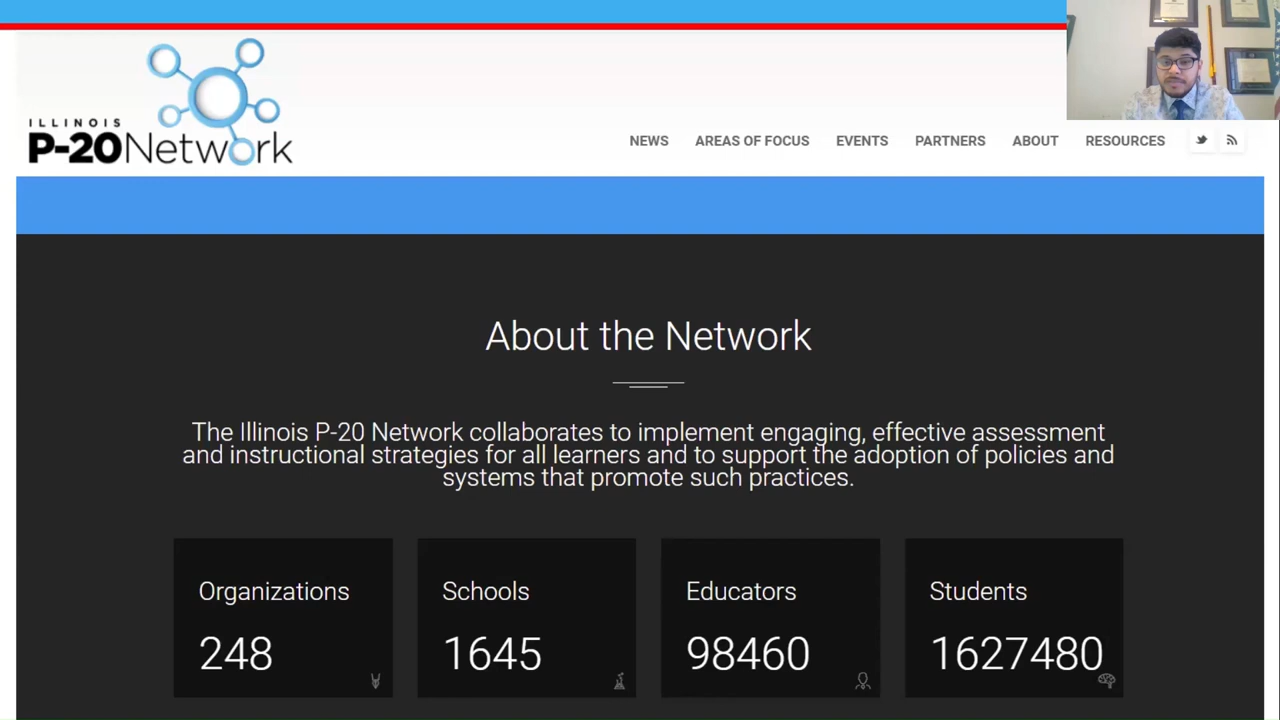 ILLINOIS
P-20Network
NEWS AREAS OF FOCUS EVENTS PARTNERS ABOUT RESOURCES
About the Network
The Illinois P-20 Network collaborates to implement engaging, effective assessment
and instructional strategies for all learners and to support the adoption of policies and
systems that promote such practices.
Organizations Schools Educators Students
248 1645 98460 1627480